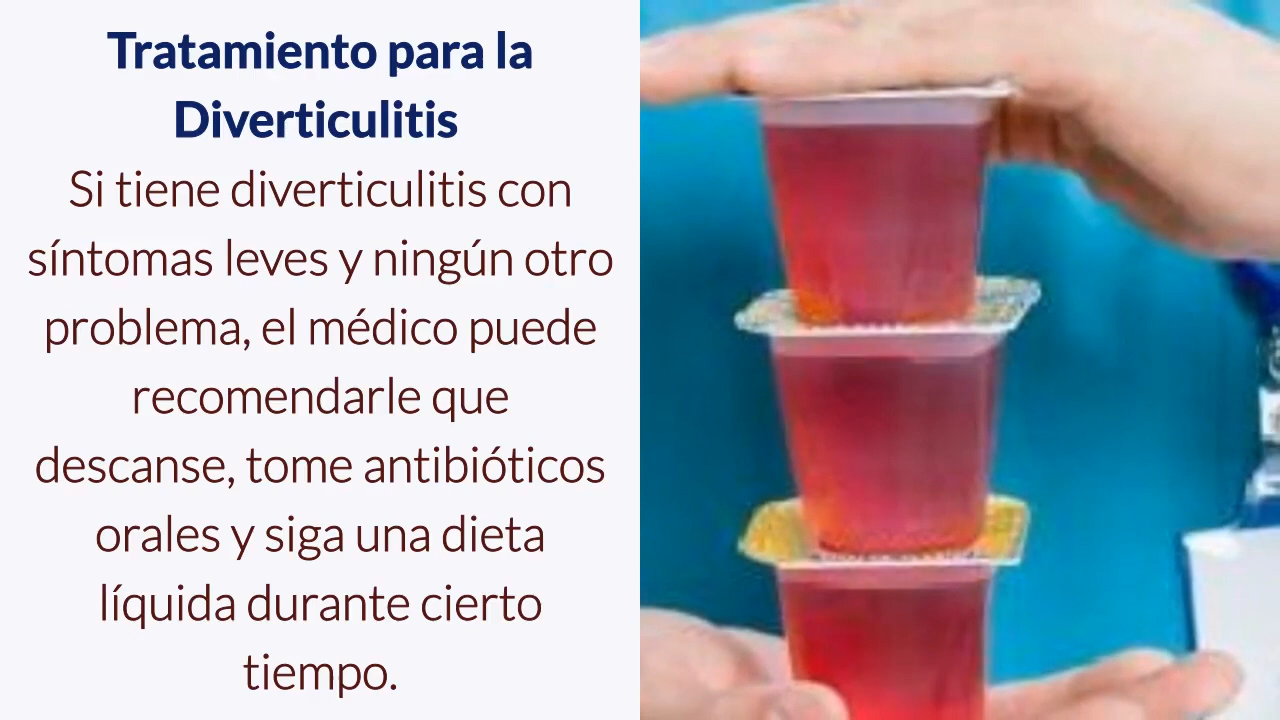 Tratamiento para la
Diverticulitis
Si tiene diverticulitis con
síntomas leves y ningún otro
problema, el médico puede
recomendarle que
descanse, tome antibióticos
orales y siga una dieta
líquida durante cierto
tiempo.